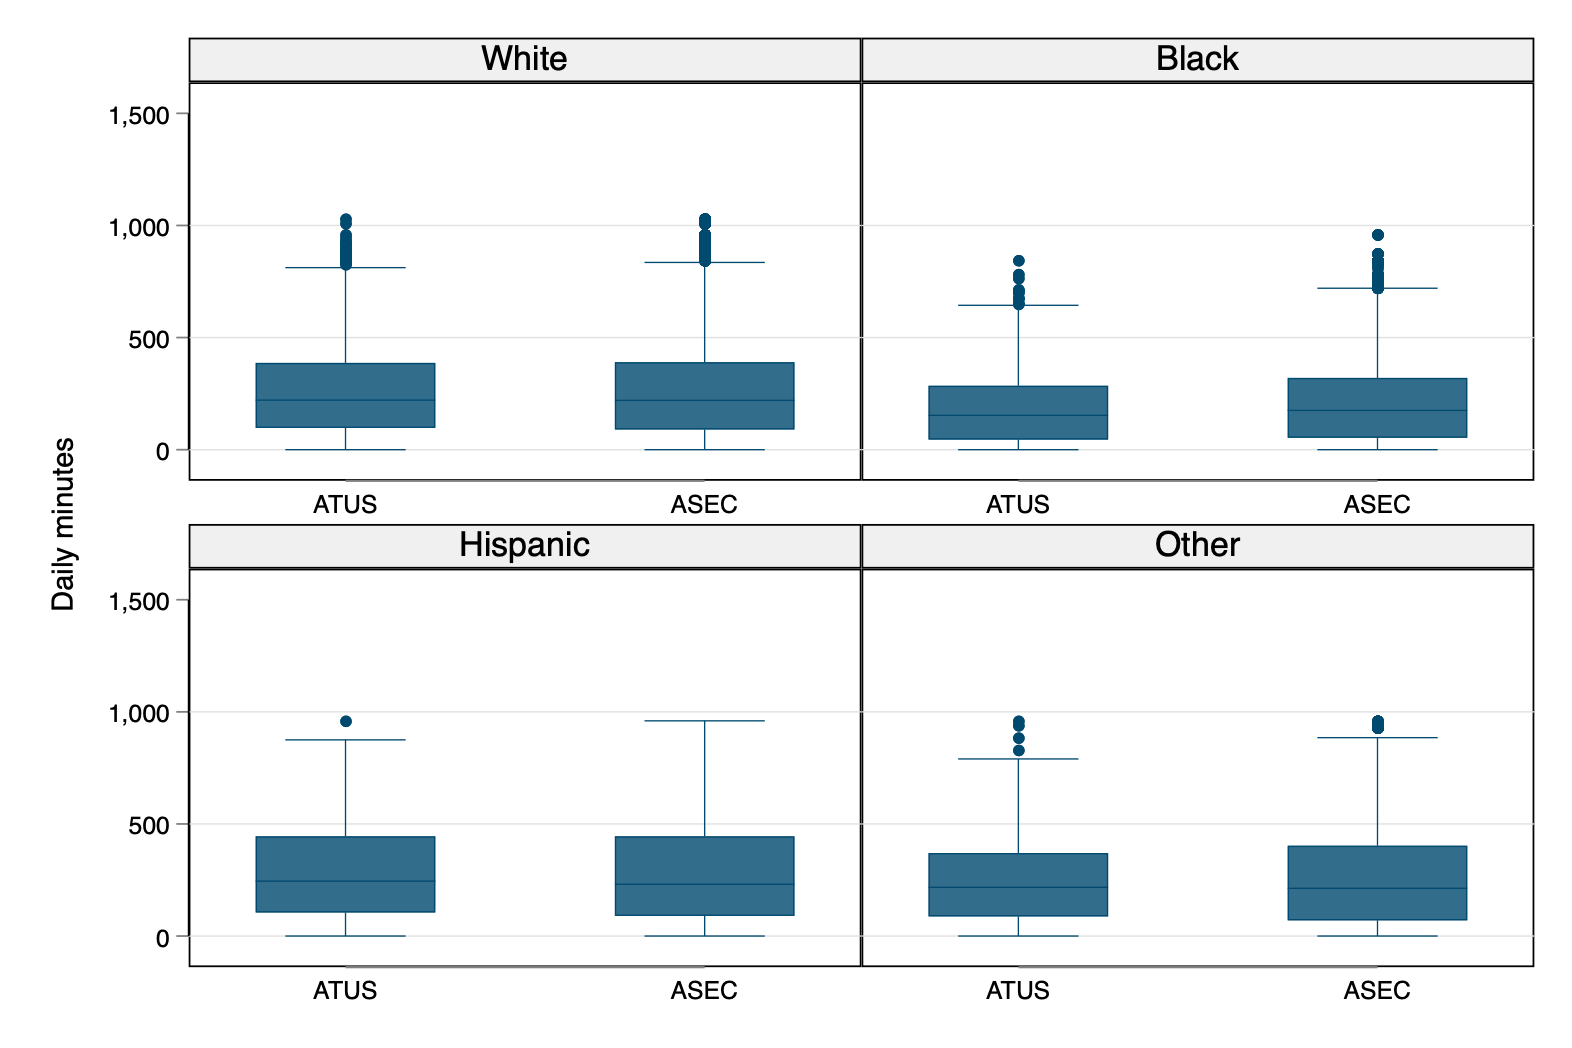 White
Black
Daily minutes
1,500
1,000
500
0
ATUS
ASEC
ATUS
ASEC
Hispanic
Other
1,500
1,000
500
0
ATUS
ASEC
ATUS
ASEC